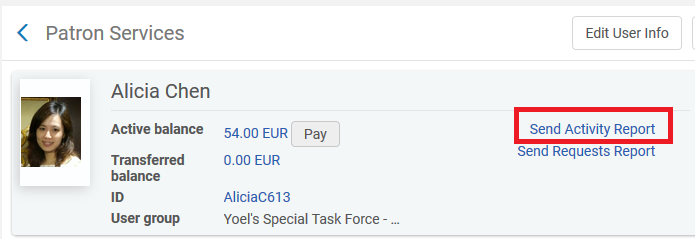 Patron Services
Edit User Info
Alicia Chen
Active balance 54.00 EUR Pay
Send Activity Report
Transferred balance 0.00 EUR
Send Requests Report
ID AliciaC613
User group Yoel's Special Task Force - ...